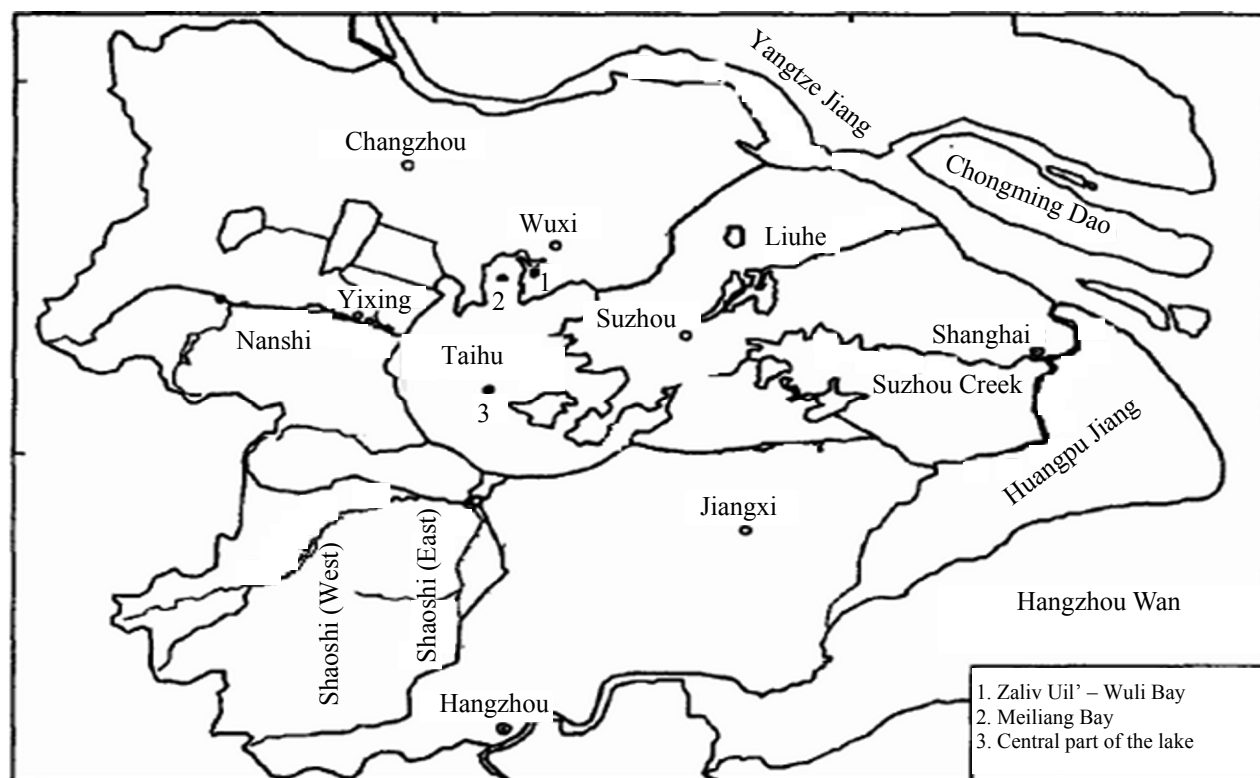 Yangtze Jiang
Changzhou
Chongming Dao
Wuxi
Liuhe
1
2
Yixing
Suzhou
Nanshi
Taihu
Shanghai
3
Suzhou Creek
Huangpu Jiang
Jiangxi
Shaoshi (West)
Shaoshi (East)
Hangzhou Wan
Hangzhou
1. Zaliv Uil’ – Wuli Bay
2. Meiliang Bay
3. Central part of the lake